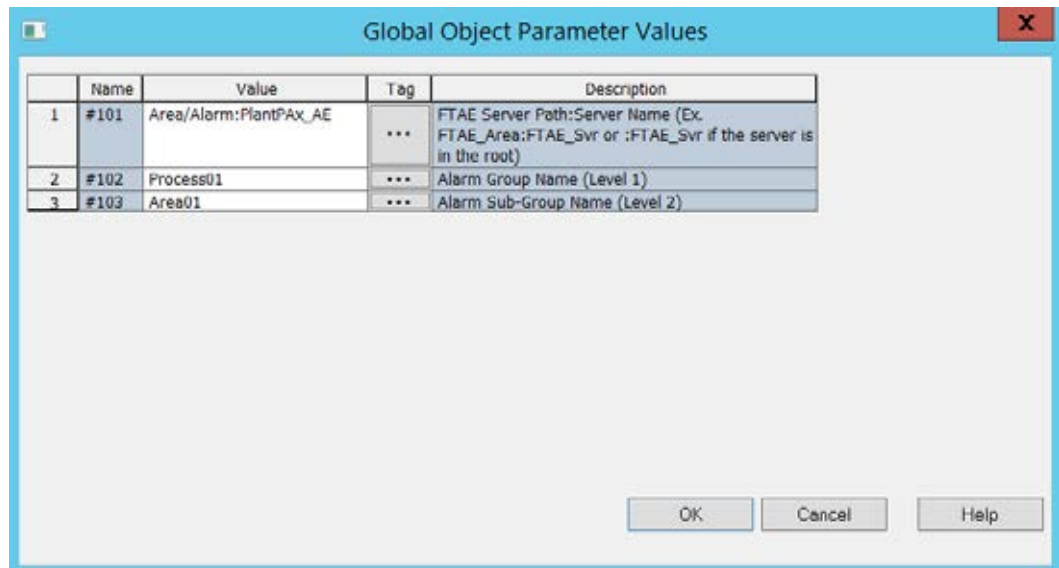 Global Object Parameter Values
x
Name Value Tag Description
1 #101 Area/Alarm:PlantPAx_AE ... FTAE Server Path:Server Name (Ex.
FTAE_Area:FTAE_Svr or :FTAE_Svr if the server is
in the root)
2 #102 Process01 ... Alarm Group Name (Level 1)
3 #103 Area01 ... Alarm Sub-Group Name (Level 2)
OK Cancel Help